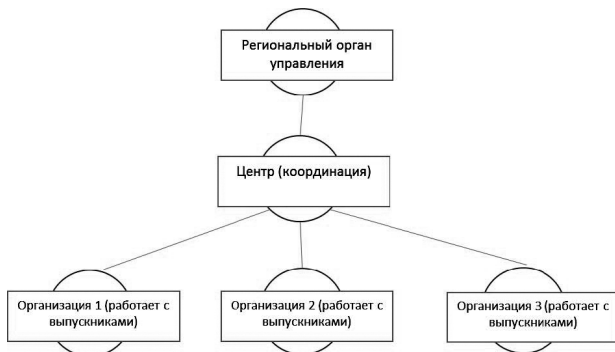 Региональный орган
управления
Центр (координация)
Организация 1 (работает с
выпускниками)
Организация 2 (работает с
выпускниками)
Организация 3 (работает с
выпускниками)